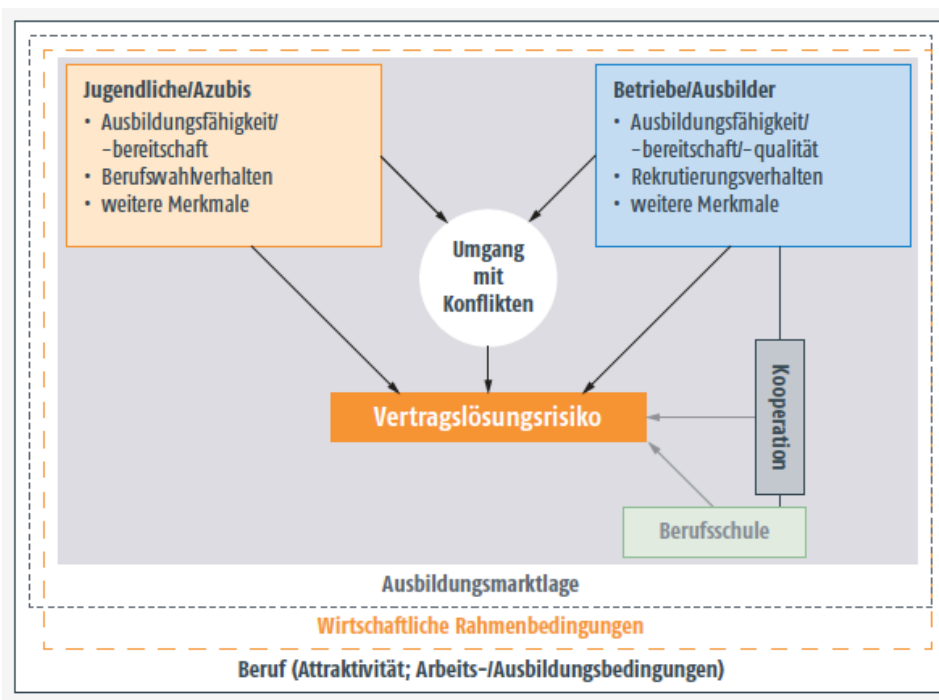 Jugendliche/Azubis
• Ausbildungsfähigkeit/
-bereitschaft
• Berufswahlverhalten
• weitere Merkmale
Betriebe/Ausbilder
• Ausbildungsfähigkeit/
-bereitschaft/-qualität
• Rekrutierungsverhalten
• weitere Merkmale
Umgang
mit
Konflikten
Vertragslösungsrisiko
Kooperation
Berufsschule
Ausbildungsmarktlage
Wirtschaftliche Rahmenbedingungen
Beruf (Attraktivität; Arbeits-/Ausbildungsbedingungen)